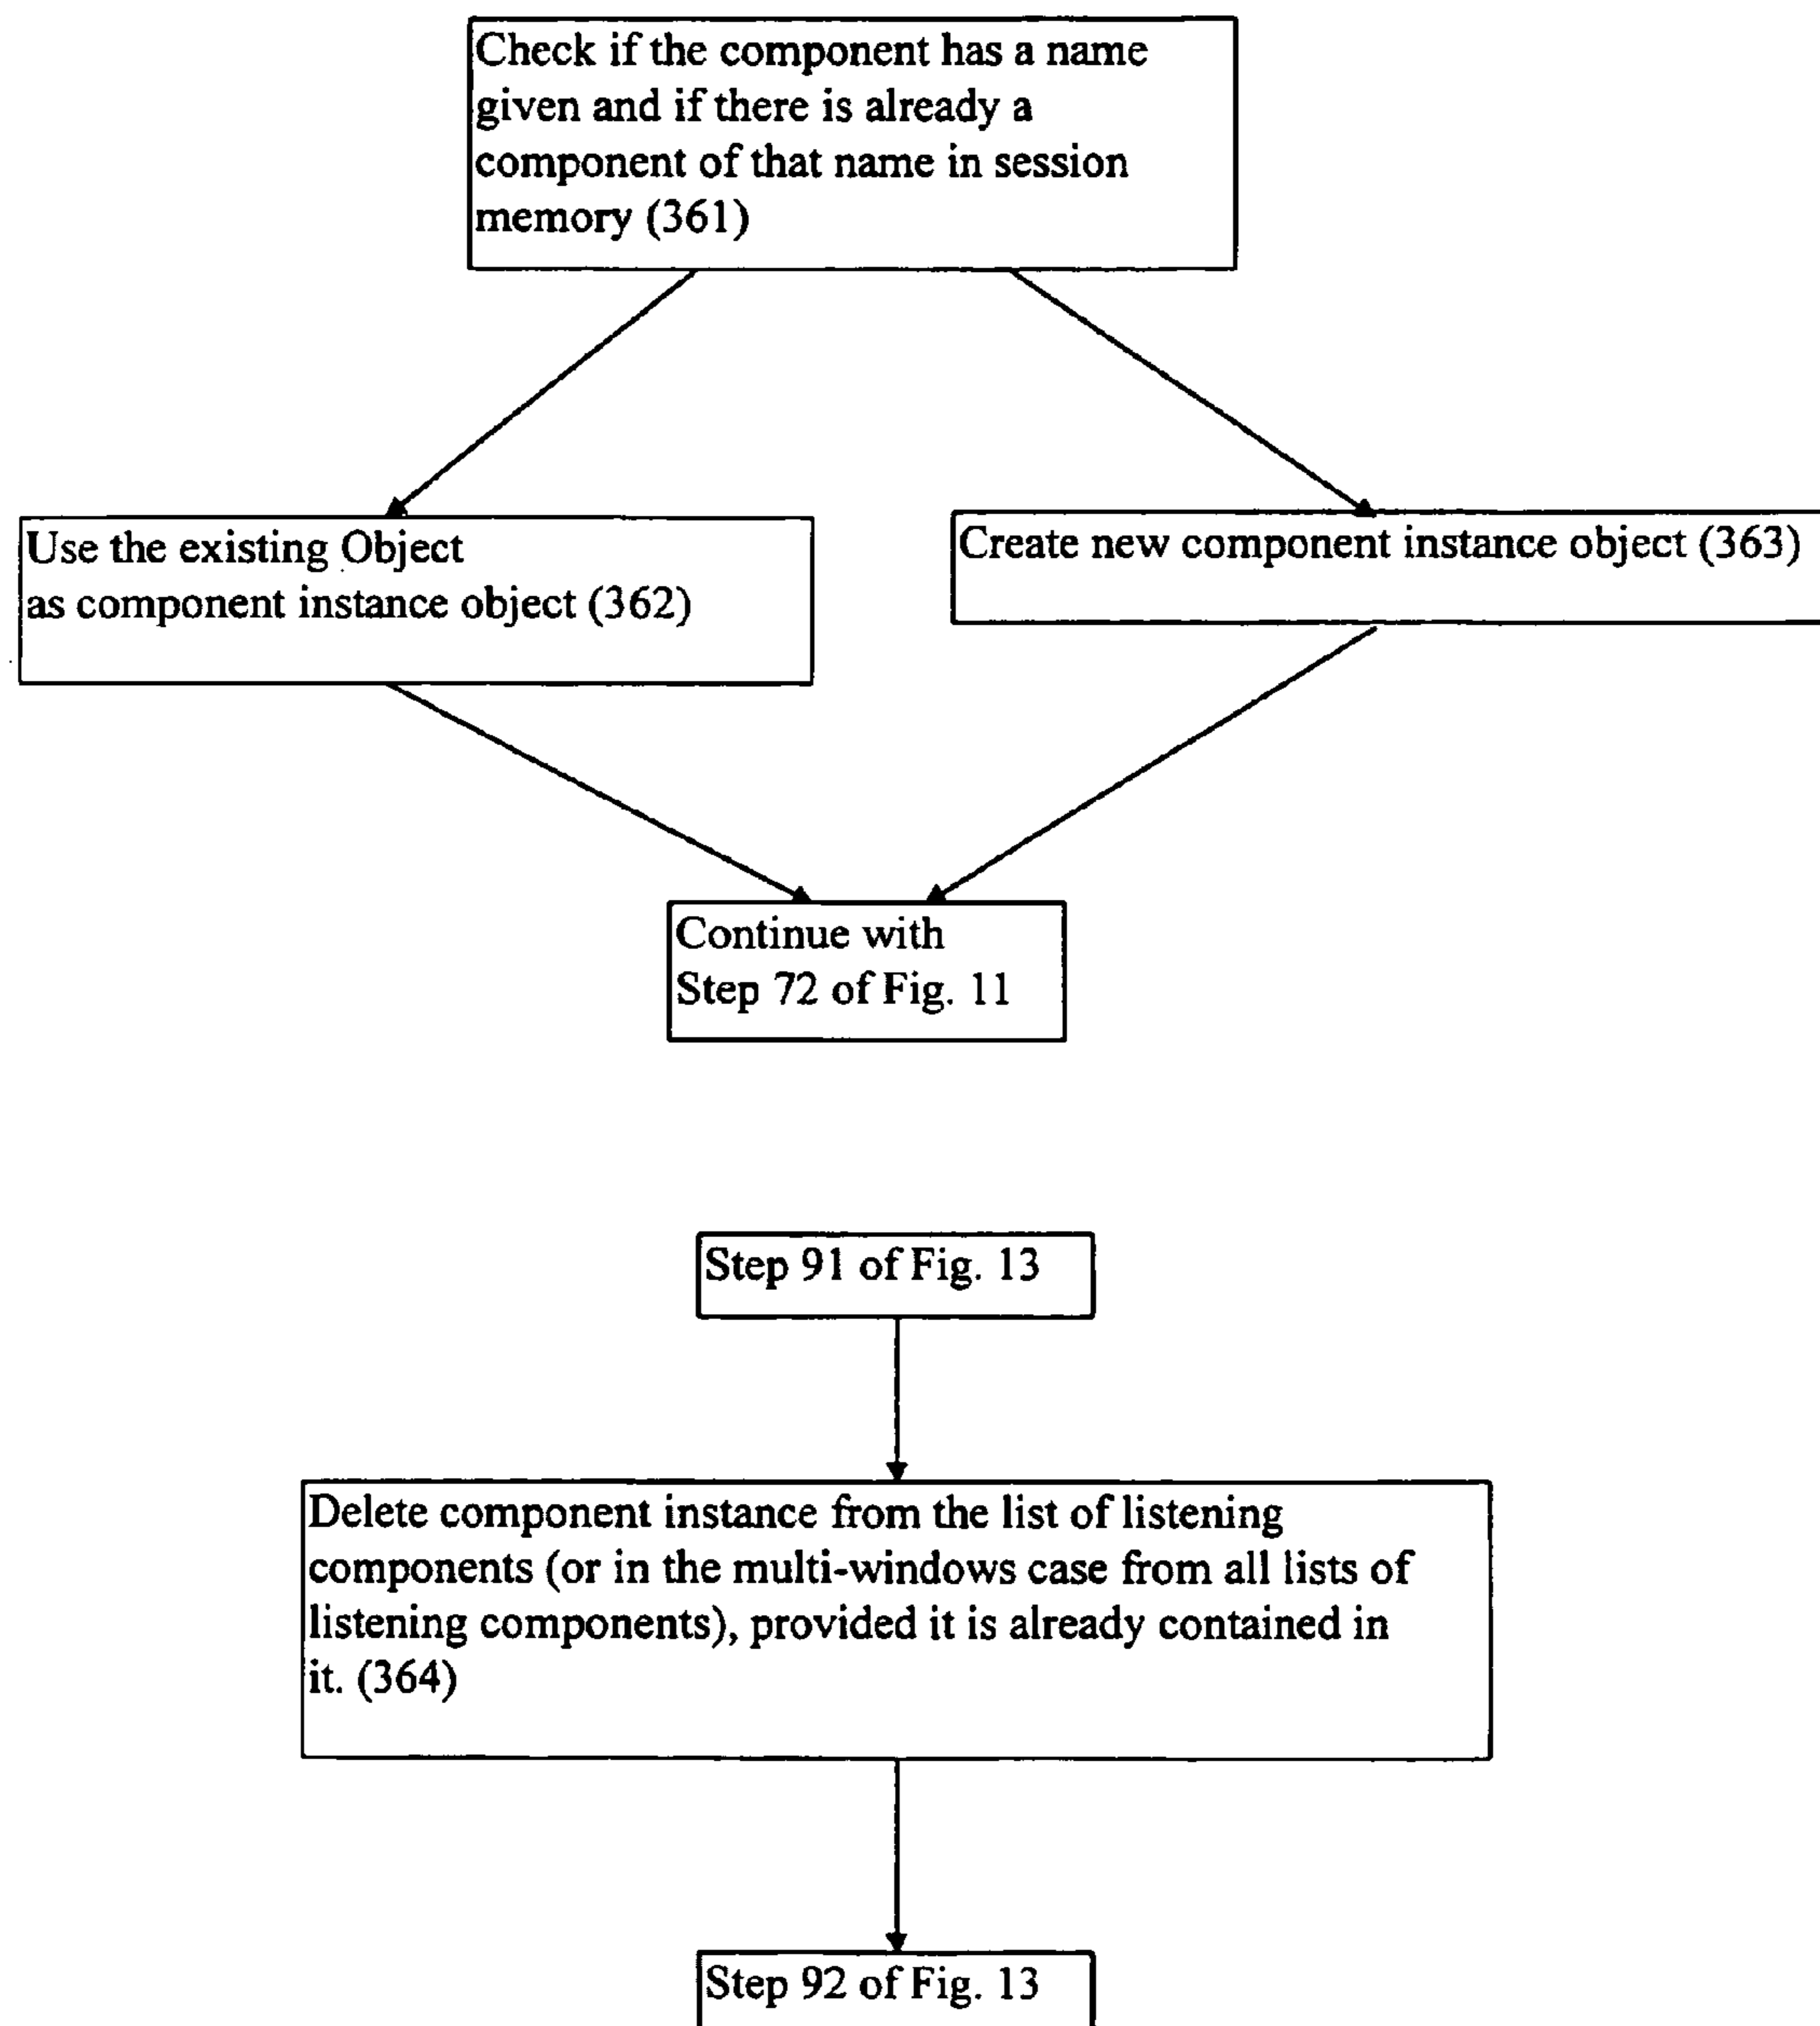 Check if the component has a name
given and if there is already a
component of that name in session
memory (361)
Use the existing Object
as component instance object (362)
Create new component instance object (363)
Continue with
Step 72 of Fig. 11
Step 91 of Fig. 13
Delete component instance from the list of listening
components (or in the multi-windows case from all lists of
listening components), provided it is already contained in
it. (364)
Step 92 of Fig. 13